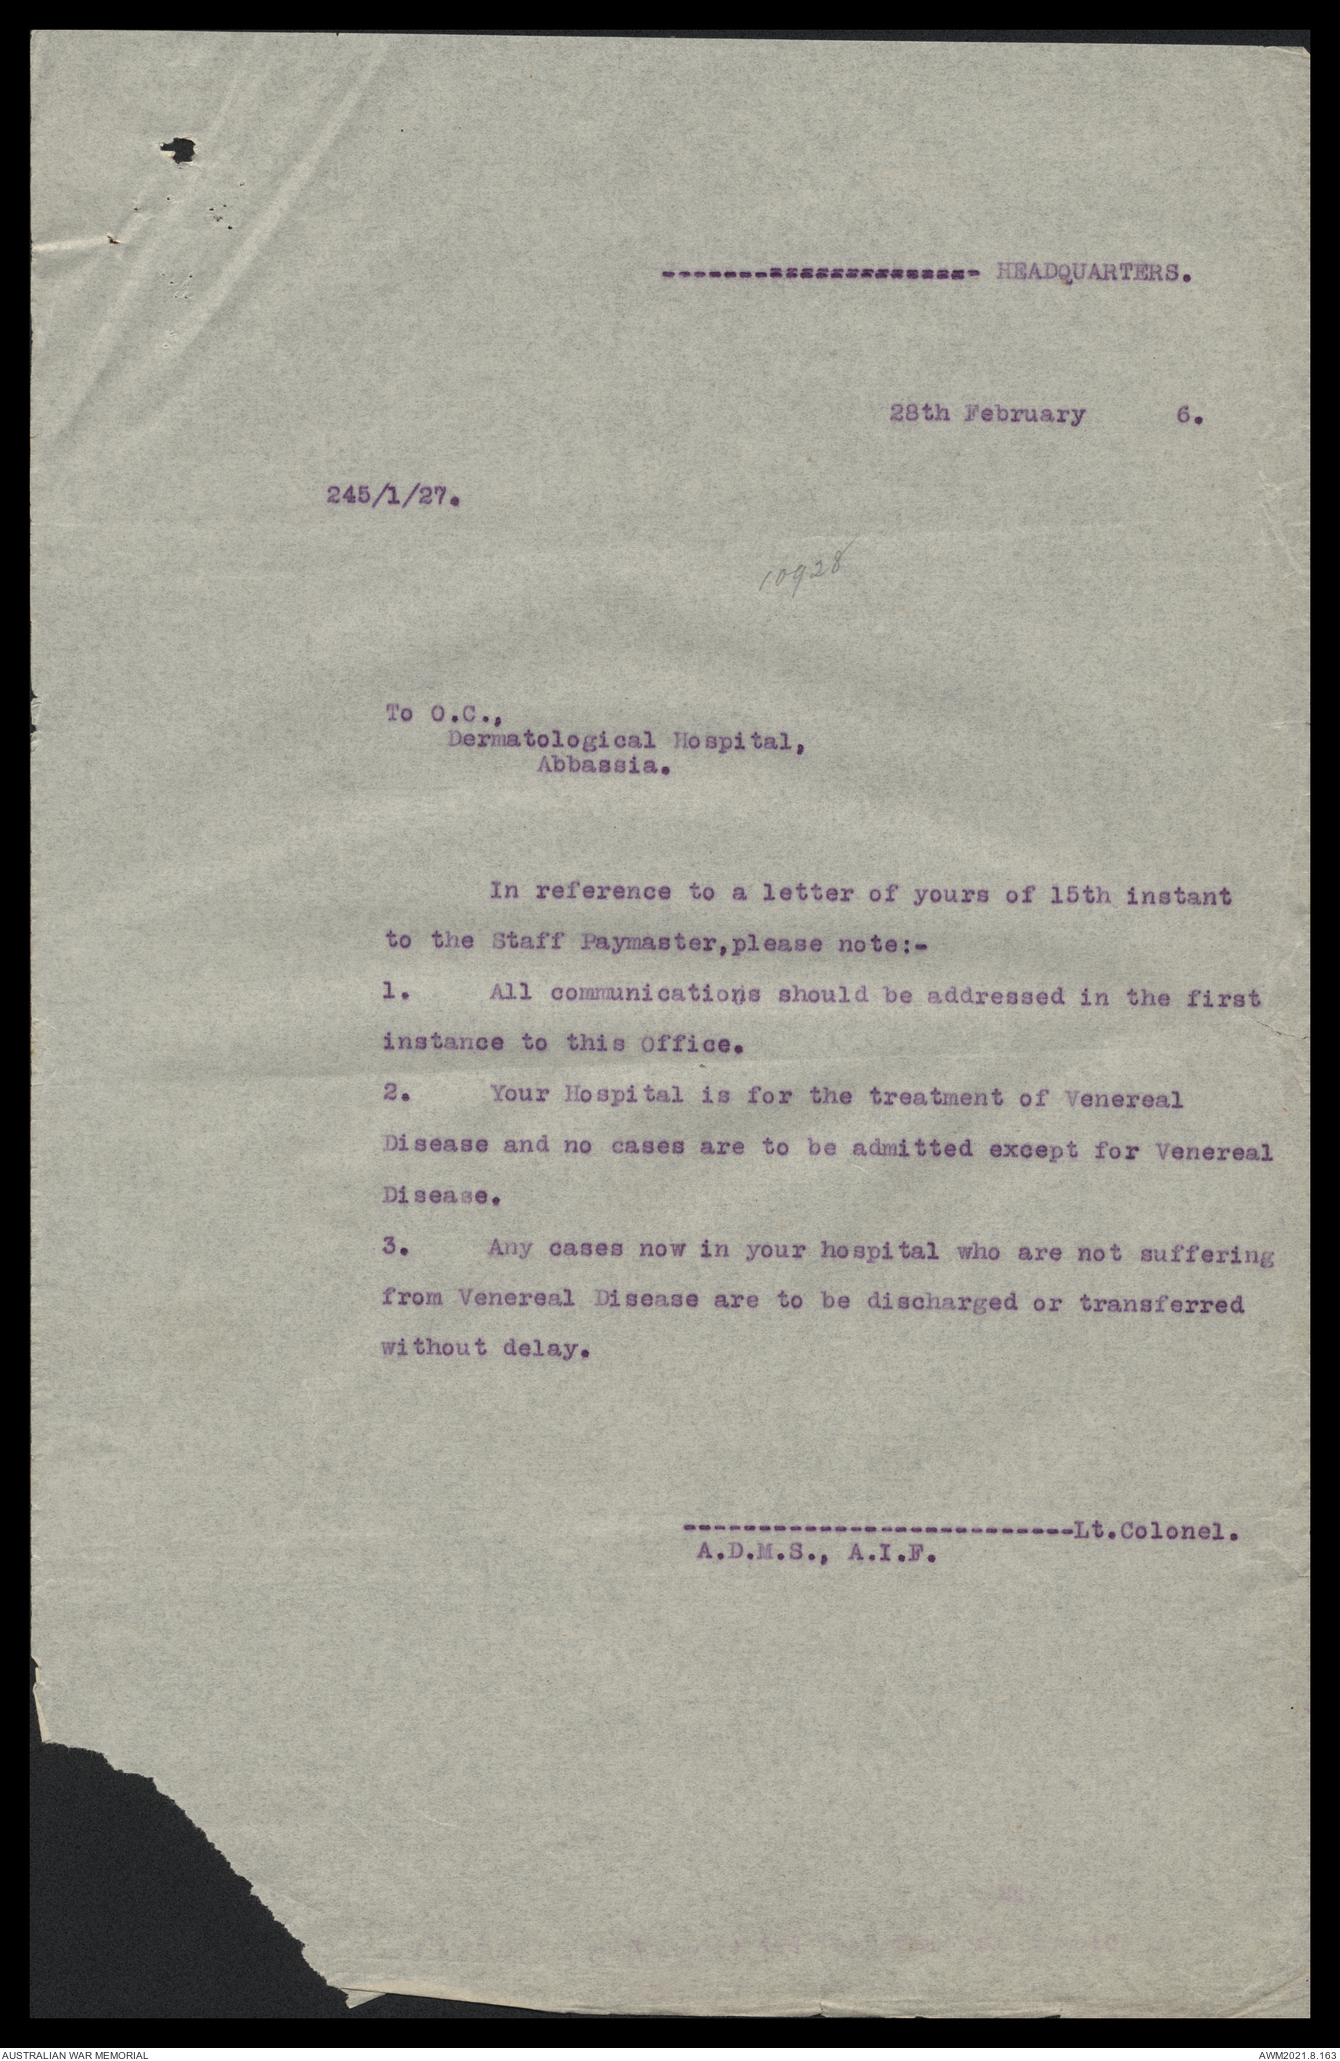 --------------------- HEADQUARTERS.
28th February 6.
245/1/27.
10928
To O.C.,
Dermatological Hospital,
Abbassia.
In reference to a letter of yours of 15th instant
to the Staff Paymaster,please note:-
1. All communications should be addressed in the first
instance to this Office.
2. Your Hospital is for the treatment of Venereal
Disease and no cases are to be admitted except for Venereal
Disease.
3. Any cases now in your hospital who are not suffering
from Venereal Disease are to be discharged or transferred
without delay.
--------------------------Lt.Colonel.
A.D.M.S., A.I.F.
AUSTRALIAN WAR MEMORIAL
AWM2021.8.163